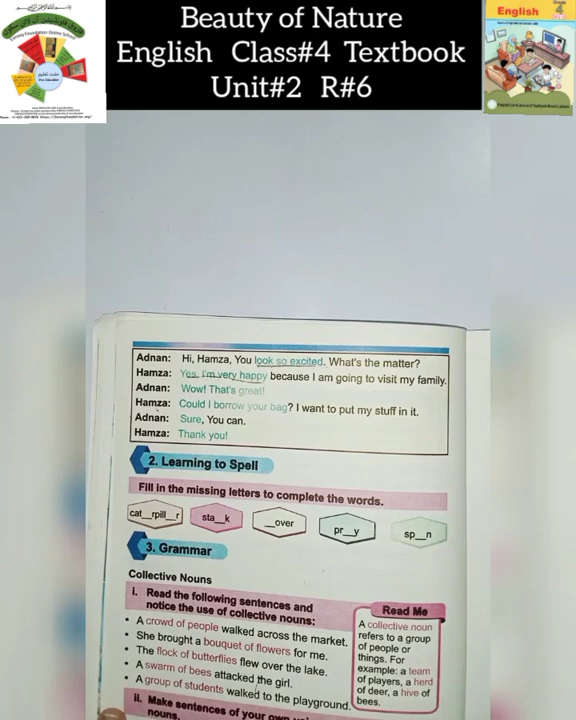 Beauty of Nature
English Class#4 Textbook
Unit#2 R#6
English
Grade
4
Adnan: Hi, Hamza, You look so excited. What's the matter?
Hamza: Yes, I'm very happy because I am going to visit my family.
Adnan: Wow! That's great!
Hamza: Could I borrow your bag? I want to put my stuff in it.
Adnan: Sure, You can.
Hamza: Thank you!
2. Learning to Spell
Fill in the missing letters to complete the words.
cat__rpill__r
sta__k
__over
pr__y
sp__n
3. Grammar
Collective Nouns
i. Read the following sentences and
notice the use of collective nouns:
• A crowd of people walked across the market.
• She brought a bouquet of flowers for me.
• The flock of butterflies flew over the lake.
• A swarm of bees attacked the girl.
• A group of students walked to the playground.
Read Me
A collective noun
refers to a group
of people or
things. For
example: a team
of players, a herd
of deer, a hive of
bees.
ii. Make sentences of your own
nouns.